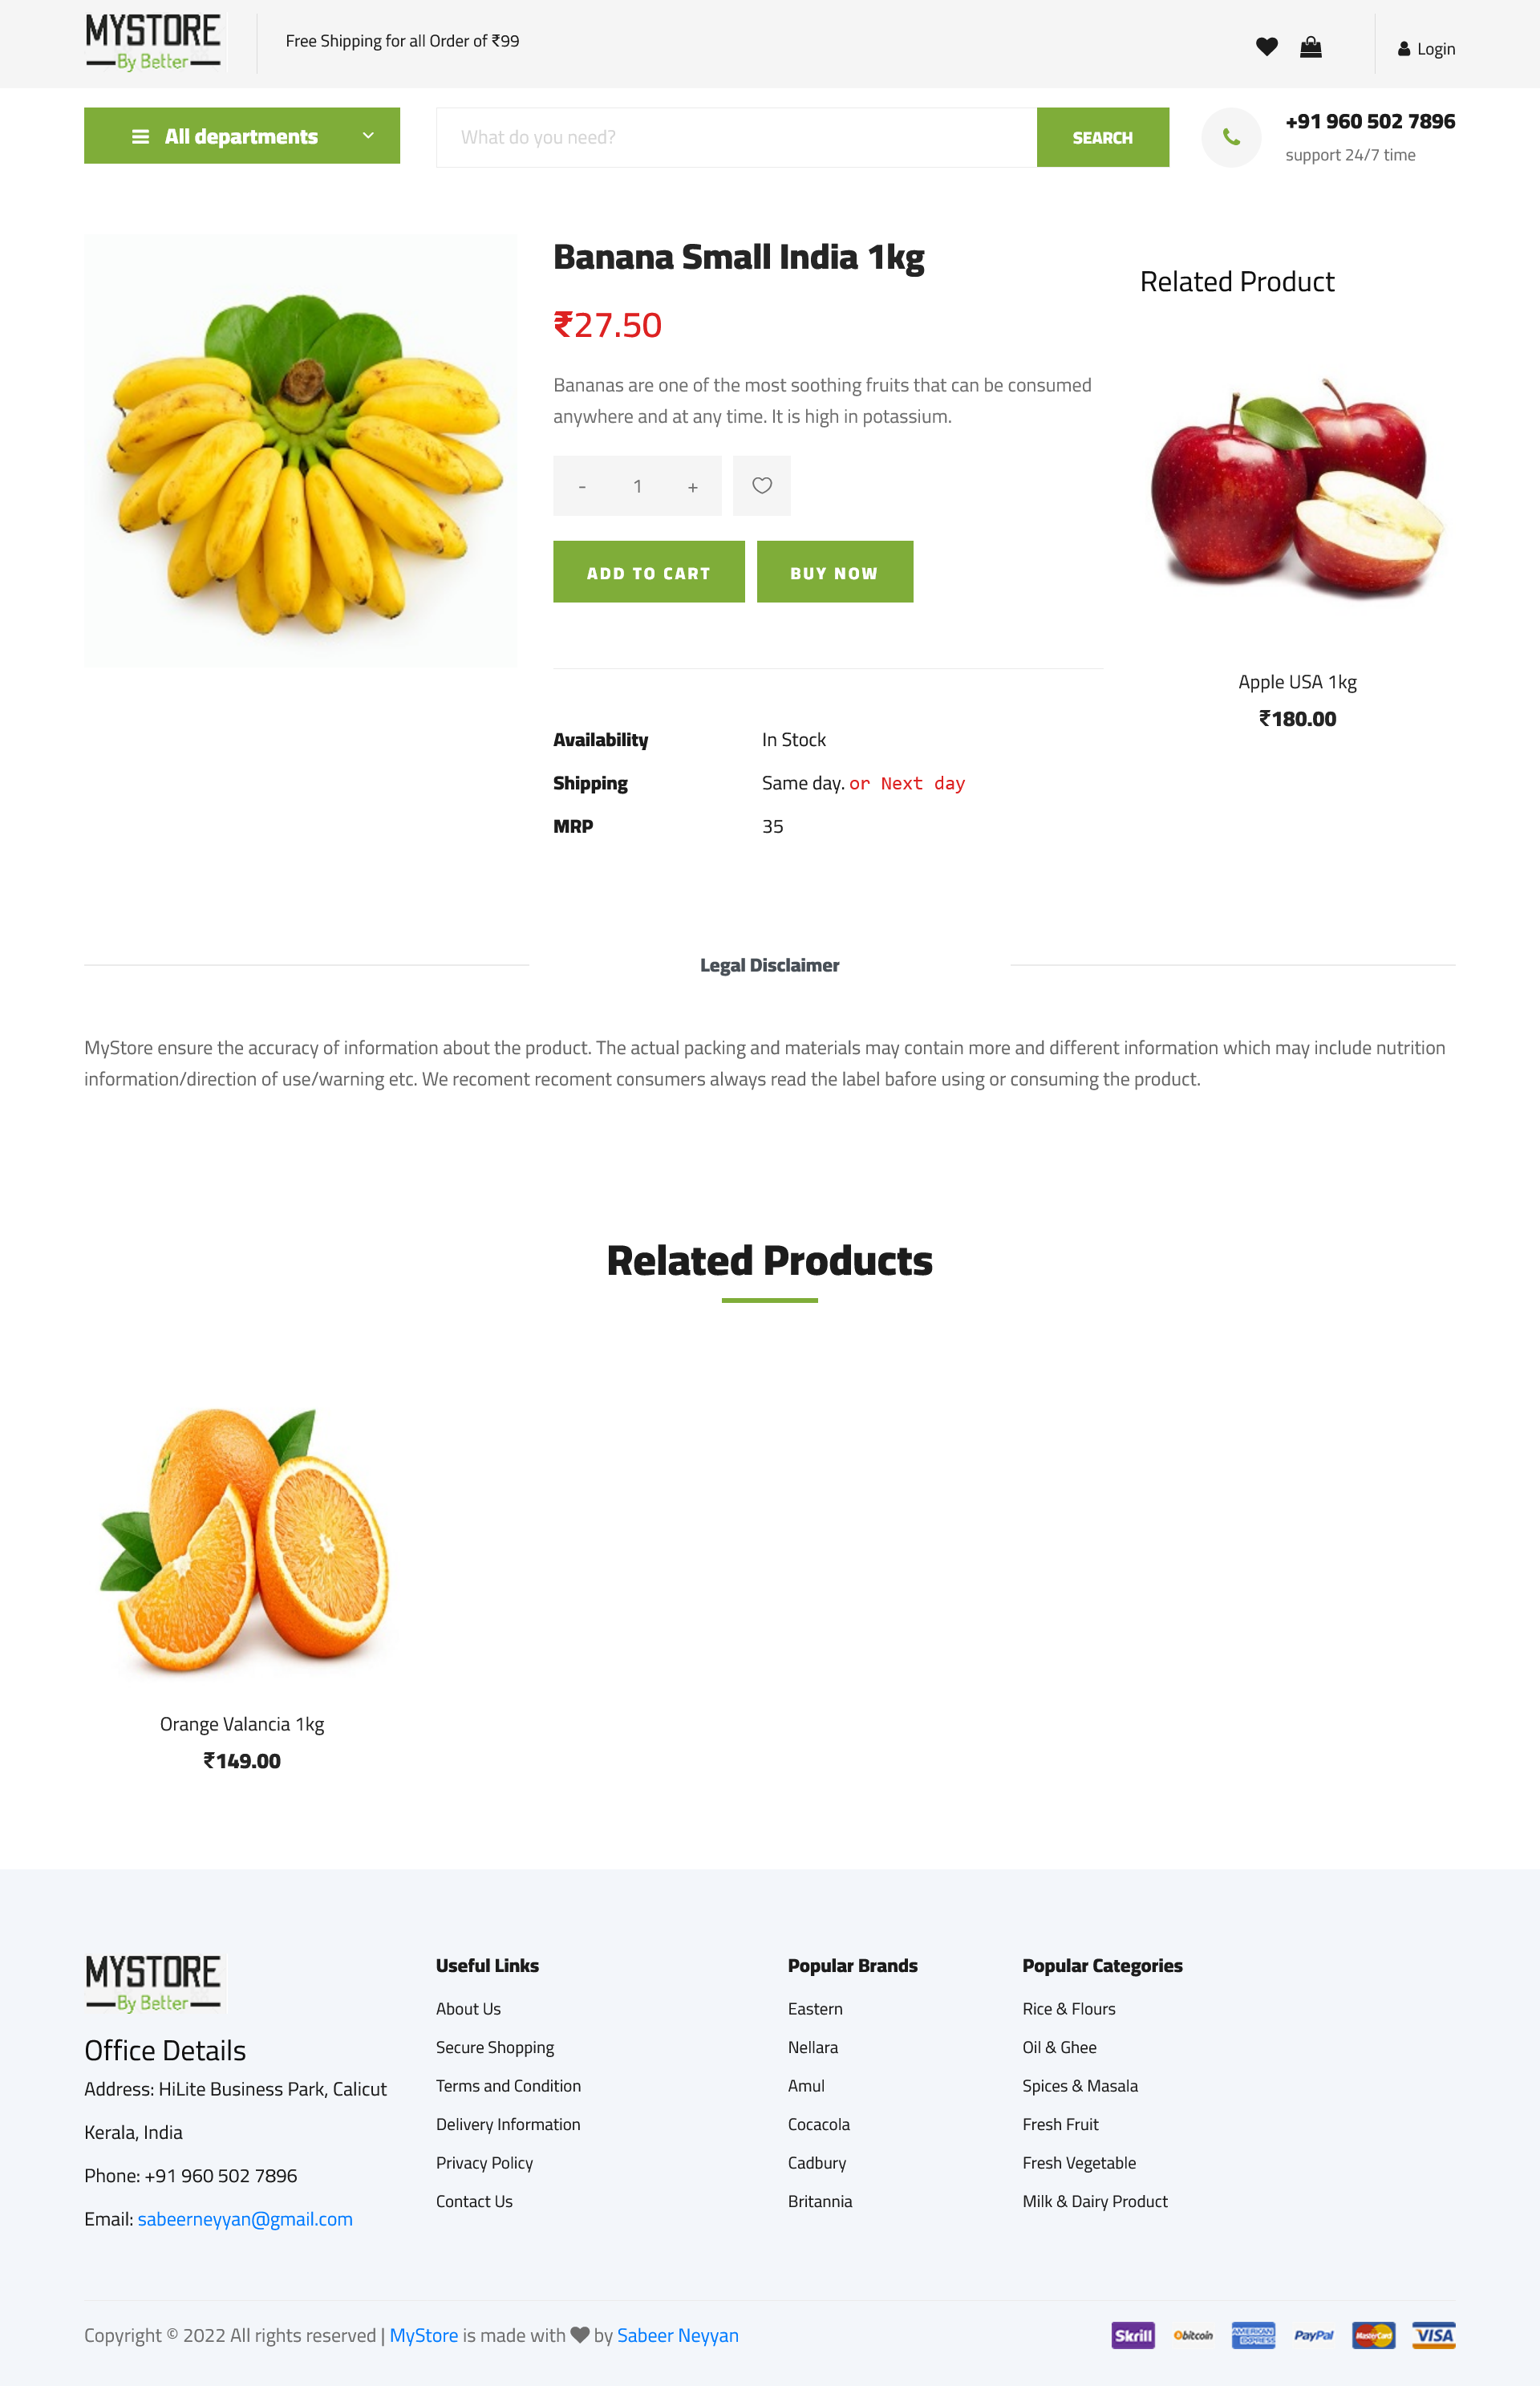 MYSTORE
By Better
Free Shipping for all Order of ₹99
Login
All departments
What do you need?
SEARCH
+91 960 502 7896
support 24/7 time
Banana Small India 1kg
₹27.50
Bananas are one of the most soothing fruits that can be consumed
anywhere and at any time. It is high in potassium.
- 1 +
ADD TO CART
BUY NOW
Availability In Stock
Shipping Same day. or Next day
MRP 35
Related Product
Apple USA 1kg
₹180.00
Legal Disclaimer
MyStore ensure the accuracy of information about the product. The actual packing and materials may contain more and different information which may include nutrition
information/direction of use/warning etc. We recoment recoment consumers always read the label bafore using or consuming the product.
Related Products
Orange Valancia 1kg
₹149.00
MYSTORE
By Better
Office Details
Address: HiLite Business Park, Calicut
Kerala, India
Phone: +91 960 502 7896
Email: sabeerneyyan@gmail.com
Useful Links
About Us
Secure Shopping
Terms and Condition
Delivery Information
Privacy Policy
Contact Us
Popular Brands
Eastern
Nellara
Amul
Cocacola
Cadbury
Britannia
Popular Categories
Rice & Flours
Oil & Ghee
Spices & Masala
Fresh Fruit
Fresh Vegetable
Milk & Dairy Product
Copyright © 2022 All rights reserved | MyStore is made with ♥ by Sabeer Neyyan
Skrill
bitcoin
AMERICAN EXPRESS
PayPal
MasterCard
VISA